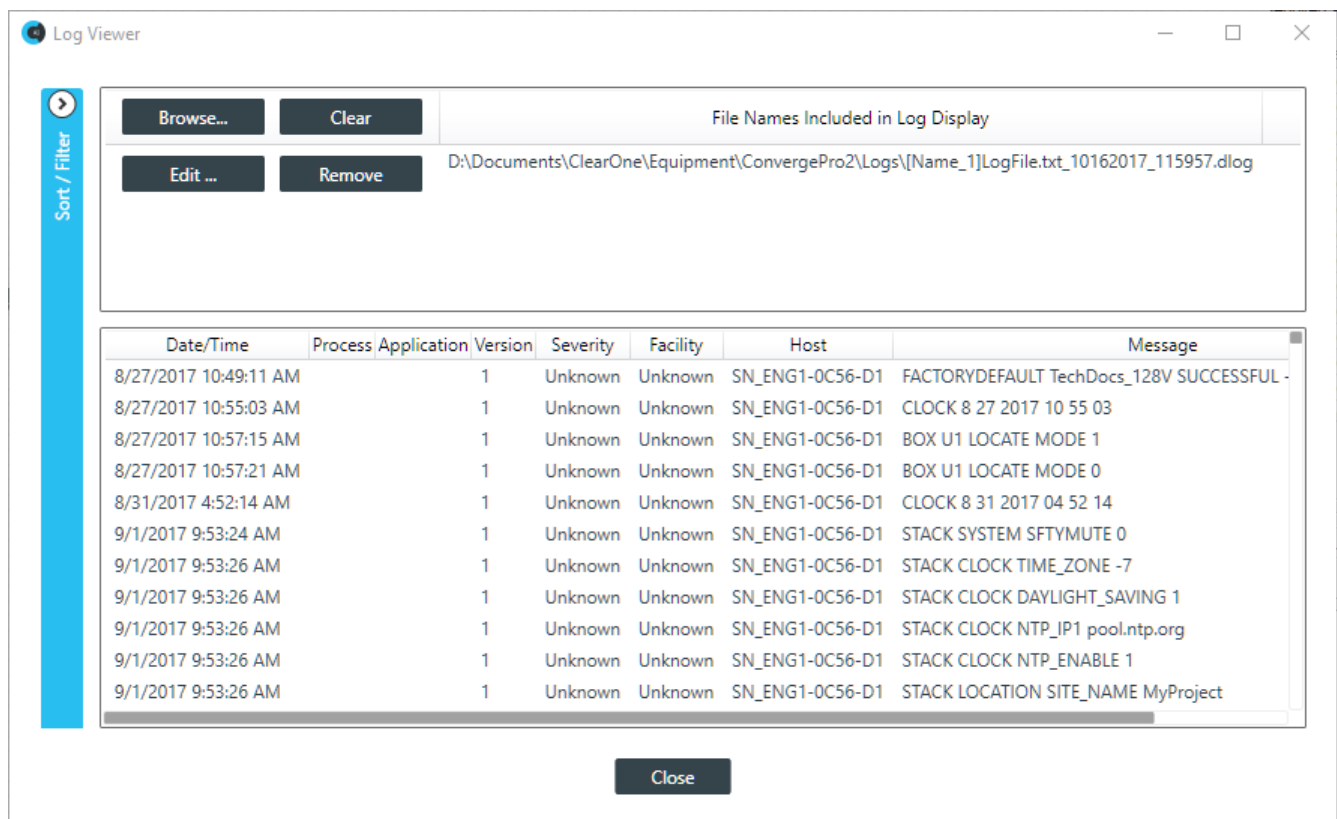 Log Viewer
Sort / Filter
Browse... Clear File Names Included in Log Display
Edit ... Remove D:\Documents\ClearOne\Equipment\ConvergePro2\Logs\[Name_1]LogFile.txt_10162017_115957.dlog
Date/Time Process Application Version Severity Facility Host Message
8/27/2017 10:49:11 AM 1 Unknown Unknown SN_ENG1-0C56-D1 FACTORYDEFAULT TechDocs_128V SUCCESSFUL -
8/27/2017 10:55:03 AM 1 Unknown Unknown SN_ENG1-0C56-D1 CLOCK 8 27 2017 10 55 03
8/27/2017 10:57:15 AM 1 Unknown Unknown SN_ENG1-0C56-D1 BOX U1 LOCATE MODE 1
8/27/2017 10:57:21 AM 1 Unknown Unknown SN_ENG1-0C56-D1 BOX U1 LOCATE MODE 0
8/31/2017 4:52:14 AM 1 Unknown Unknown SN_ENG1-0C56-D1 CLOCK 8 31 2017 04 52 14
9/1/2017 9:53:24 AM 1 Unknown Unknown SN_ENG1-0C56-D1 STACK SYSTEM SFTYMUTE 0
9/1/2017 9:53:26 AM 1 Unknown Unknown SN_ENG1-0C56-D1 STACK CLOCK TIME_ZONE -7
9/1/2017 9:53:26 AM 1 Unknown Unknown SN_ENG1-0C56-D1 STACK CLOCK DAYLIGHT_SAVING 1
9/1/2017 9:53:26 AM 1 Unknown Unknown SN_ENG1-0C56-D1 STACK CLOCK NTP_IP1 pool.ntp.org
9/1/2017 9:53:26 AM 1 Unknown Unknown SN_ENG1-0C56-D1 STACK CLOCK NTP_ENABLE 1
9/1/2017 9:53:26 AM 1 Unknown Unknown SN_ENG1-0C56-D1 STACK LOCATION SITE_NAME MyProject
Close